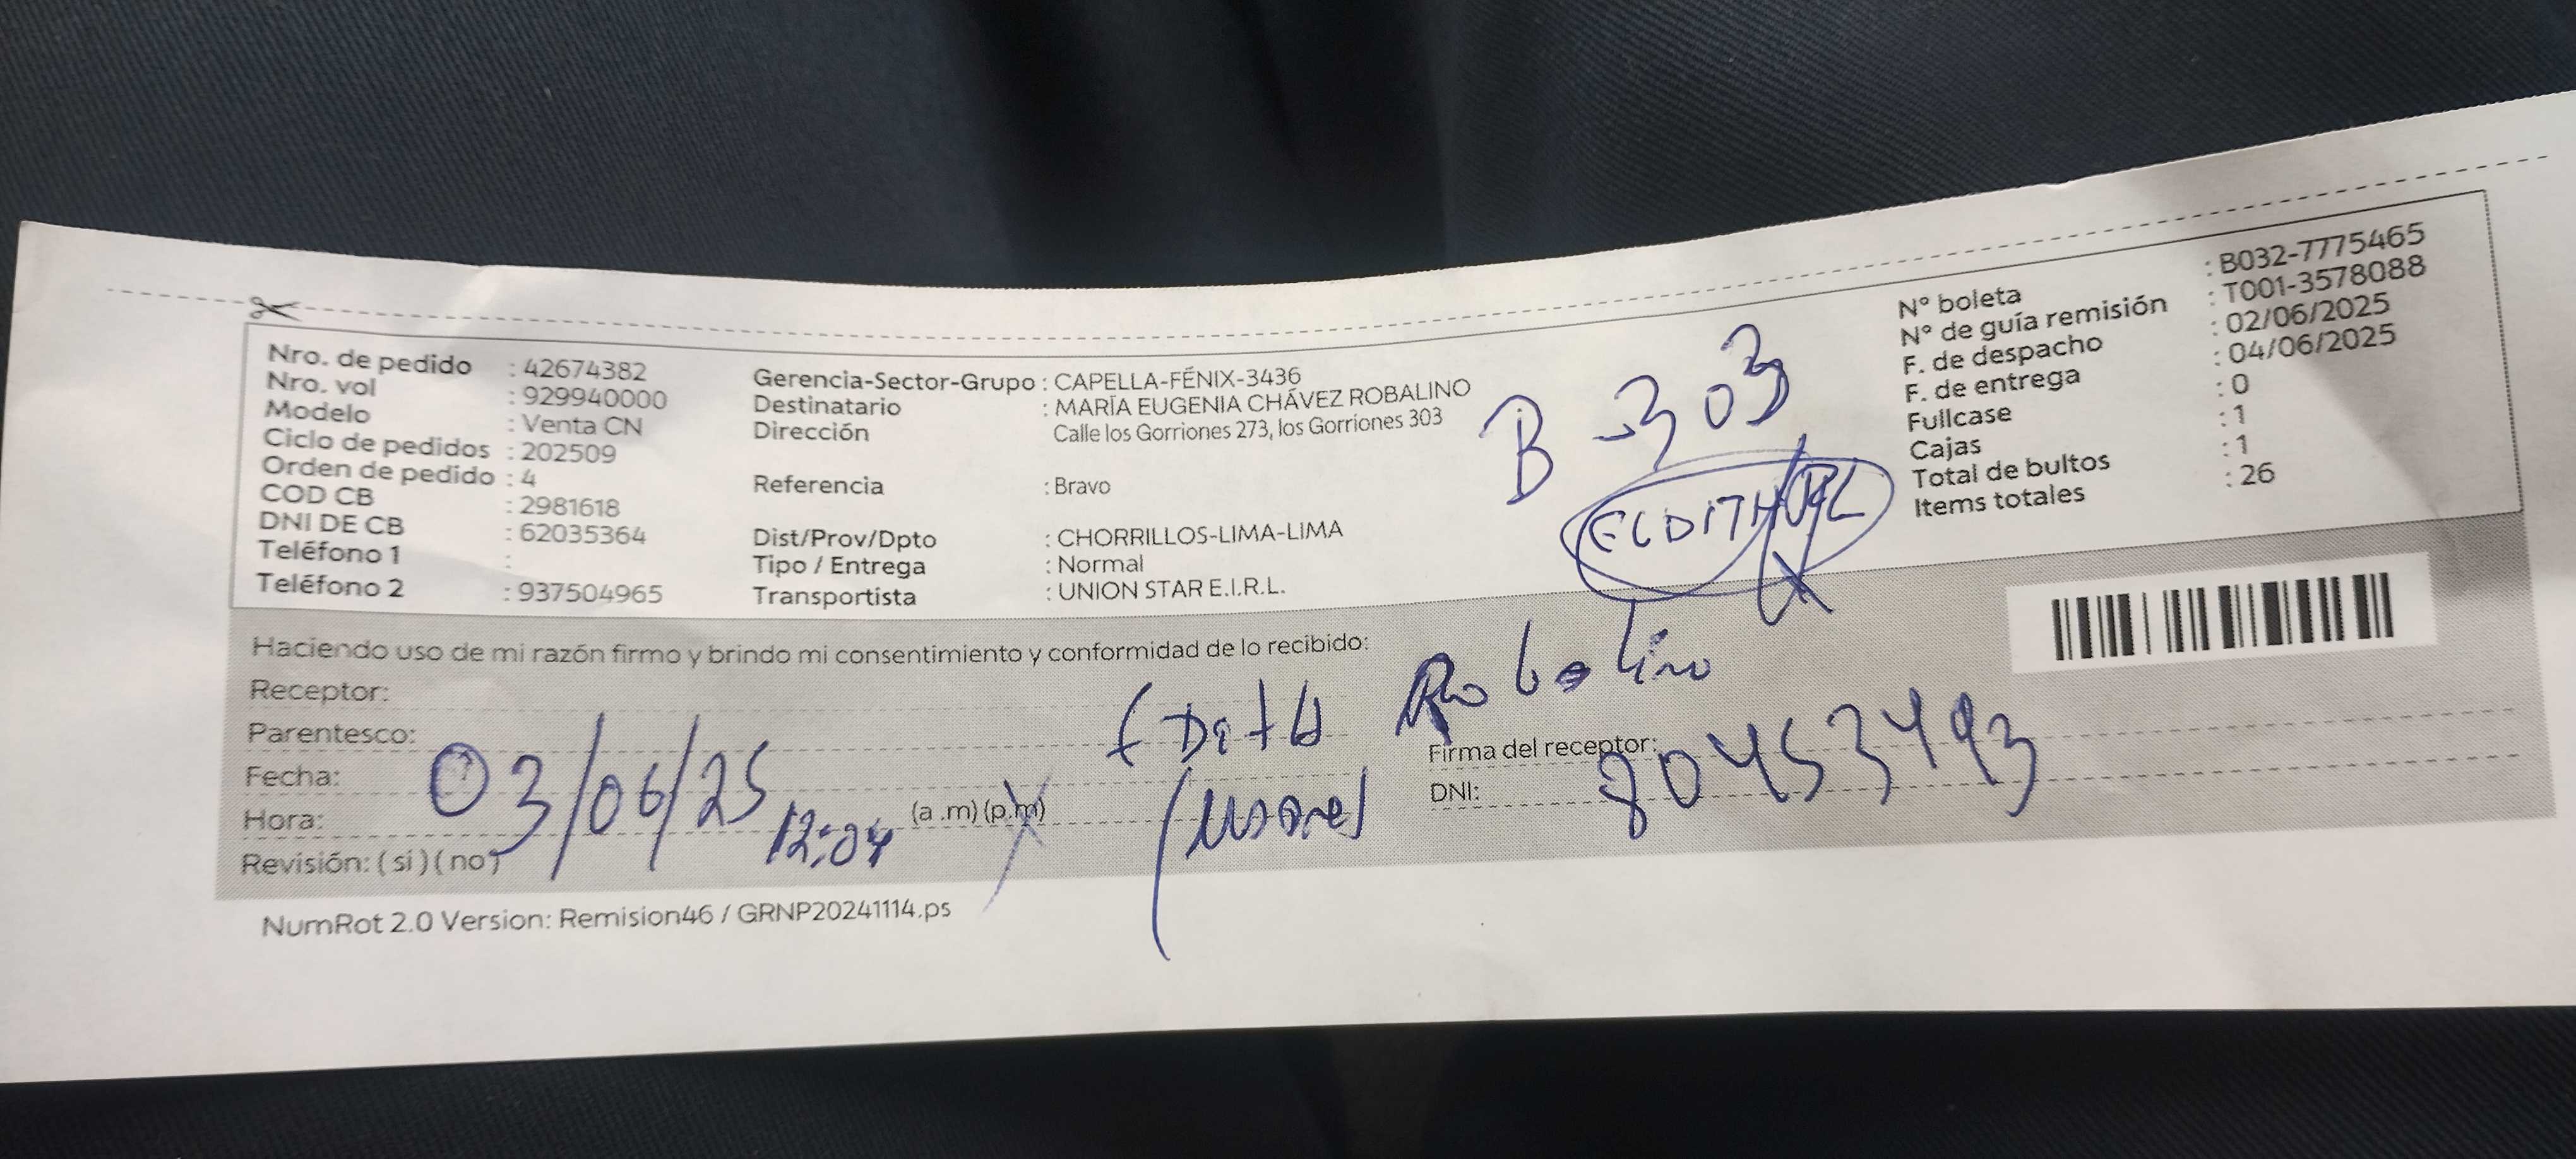 Nro. de pedido : 42674382
Nro. vol : 929940000
Modelo : Venta CN
Ciclo de pedidos : 202509
Orden de pedido : 4
COD CB : 2981618
DNI DE CB : 62035364
Teléfono 1 :
Teléfono 2 : 937504965
Gerencia-Sector-Grupo : CAPELLA-FÉNIX-3436
Destinatario : MARÍA EUGENIA CHÁVEZ ROBALINO
Dirección Calle los Gorriones 273, los Gorriones 303
Referencia : Bravo
Dist/Prov/Dpto : CHORRILLOS-LIMA-LIMA
Tipo / Entrega : Normal
Transportista : UNION STAR E.I.R.L.
B-303
N° boleta : B032-7775465
N° de guía remisión : T001-3578088
F. de despacho : 02/06/2025
F. de entrega : 04/06/2025
Fullcase : 0
Cajas : 1
Total de bultos : 1
Items totales : 26
Haciendo uso de mi razón firmo y brindo mi consentimiento y conformidad de lo recibido:
Receptor:
Edith Robalino
Parentesco:
Fecha: 03/06/25
Hora: 12:04 (a .m) (p.m)
Revisión: ( si ) ( no )
Firma del receptor:
DNI: 80453493
NumRot 2.0 Version: Remision46 / GRNP20241114.ps